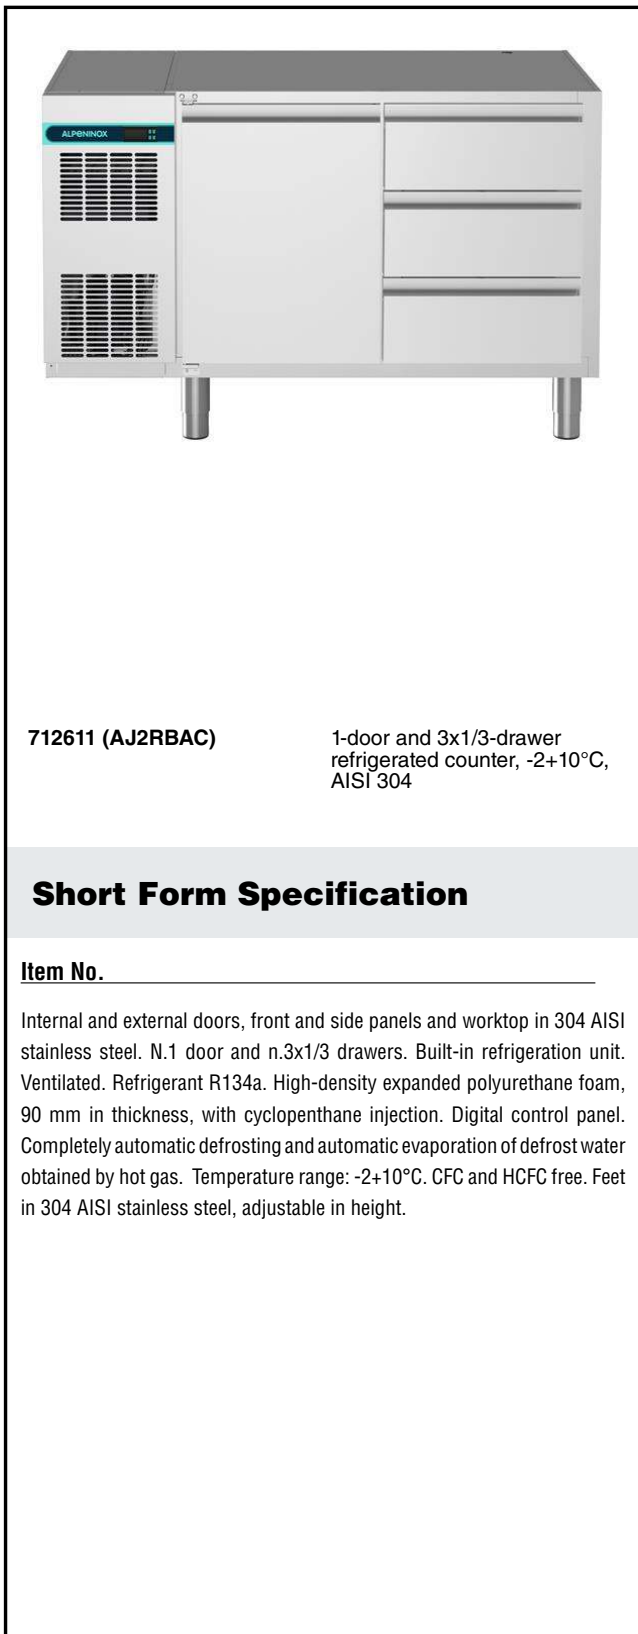 ALPENINOX
712611 (AJ2RBAC)
1-door and 3x1/3-drawer
refrigerated counter, -2+10°C,
AISI 304
Short Form Specification
Item No.
Internal and external doors, front and side panels and worktop in 304 AISI
stainless steel. N.1 door and n.3x1/3 drawers. Built-in refrigeration unit.
Ventilated. Refrigerant R134a. High-density expanded polyurethane foam,
90 mm in thickness, with cyclopenthane injection. Digital control panel.
Completely automatic defrosting and automatic evaporation of defrost water
obtained by hot gas. Temperature range: -2+10°C. CFC and HCFC free. Feet
in 304 AISI stainless steel, adjustable in height.